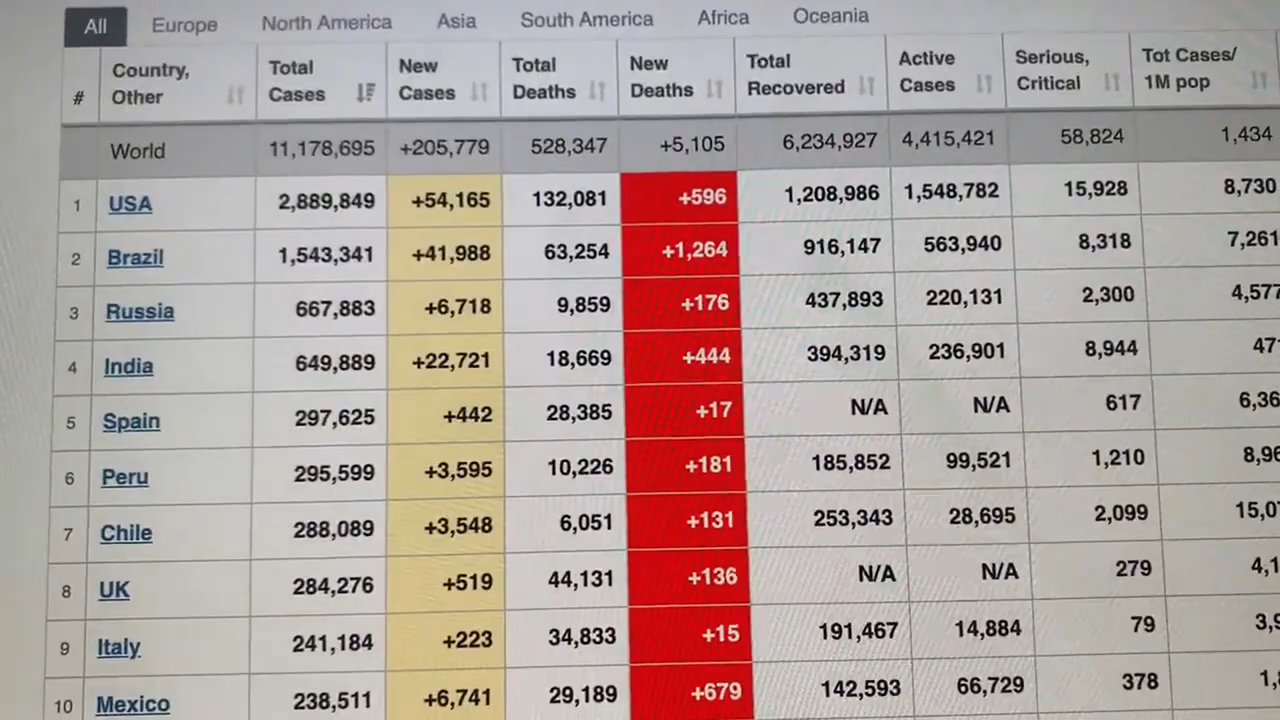 All Europe North America Asia South America Africa Oceania
# Country, Other Total Cases New Cases Total Deaths New Deaths Total Recovered Active Cases Serious, Critical Tot Cases/ 1M pop
World 11,178,695 +205,779 528,347 +5,105 6,234,927 4,415,421 58,824 1,434
1 USA 2,889,849 +54,165 132,081 +596 1,208,986 1,548,782 15,928 8,730
2 Brazil 1,543,341 +41,988 63,254 +1,264 916,147 563,940 8,318 7,261
3 Russia 667,883 +6,718 9,859 +176 437,893 220,131 2,300 4,577
4 India 649,889 +22,721 18,669 +444 394,319 236,901 8,944
5 Spain 297,625 +442 28,385 +17 N/A N/A 617
6 Peru 295,599 +3,595 10,226 +181 185,852 99,521 1,210
7 Chile 288,089 +3,548 6,051 +131 253,343 28,695 2,099
8 UK 284,276 +519 44,131 +136 N/A N/A 279
9 Italy 241,184 +223 34,833 +15 191,467 14,884 79
10 Mexico 238,511 +6,741 29,189 +679 142,593 66,729 378